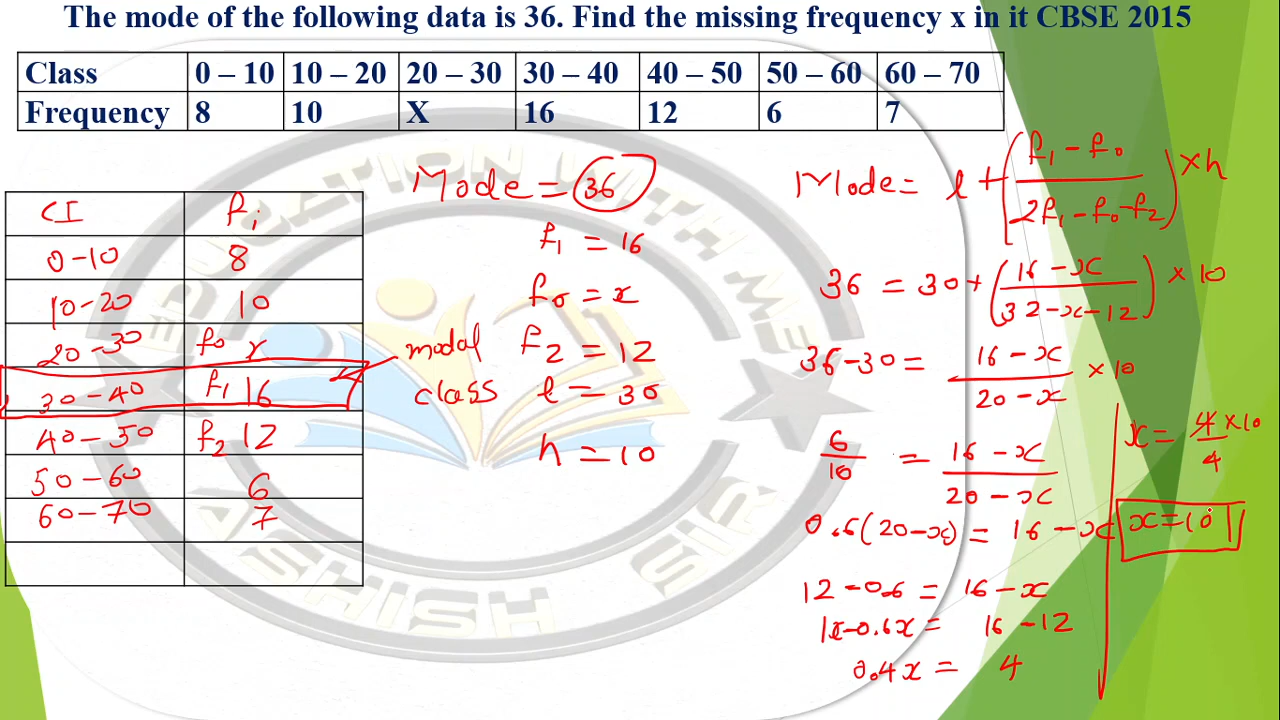 The mode of the following data is 36. Find the missing frequency x in it CBSE 2015
Class 0 – 10 10 – 20 20 – 30 30 – 40 40 – 50 50 – 60 60 – 70
Frequency 8 10 X 16 12 6 7
CI fi
0-10 8
10-20 10
20-30 f0 x
30-40 f1 16
40-50 f2 12
50-60 6
60-70 7
modal
class
Mode = 36
f1 = 16
f0 = x
f2 = 12
l = 30
h = 10
Mode = l + (f1 - f0 / 2f1 - f0 - f2) × h
36 = 30 + (16 - x / 32 - x - 12) × 10
36 - 30 = 16 - x / 20 - x × 10
6/10 = 16 - x / 20 - x
0.6(20 - x) = 16 - x
12 - 0.6 = 16 - x
1x - 0.6x = 16 - 12
0.4x = 4
x = 4/4 × 10
x = 10
EDUCATION WITH ME
ASHISH SIR